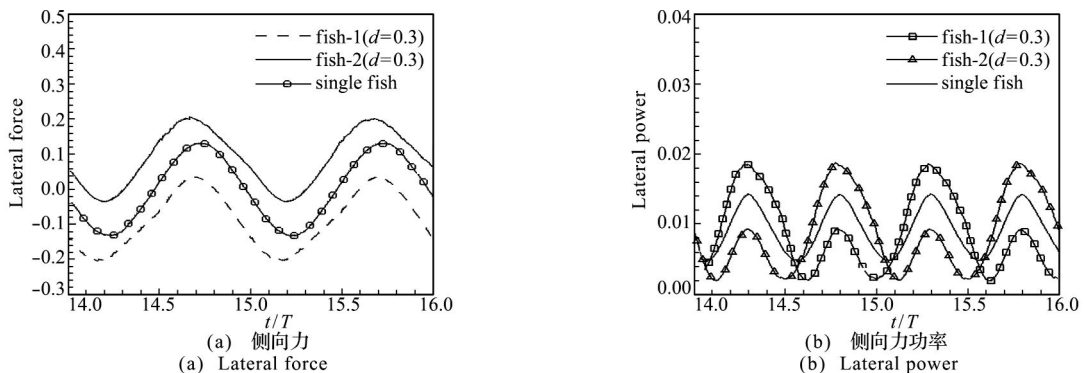 0.5
0.4
0.3
0.2
0.1
0.0
-0.1
-0.2
-0.3
Lateral force
fish-1(d=0.3)
fish-2(d=0.3)
single fish
14.0 14.5 15.0 15.5 16.0
t/T
(a) 侧向力
(a) Lateral force
0.04
0.03
0.02
0.01
0.00
Lateral power
fish-1(d=0.3)
fish-2(d=0.3)
single fish
14.0 14.5 15.0 15.5 16.0
t/T
(b) 侧向力功率
(b) Lateral power